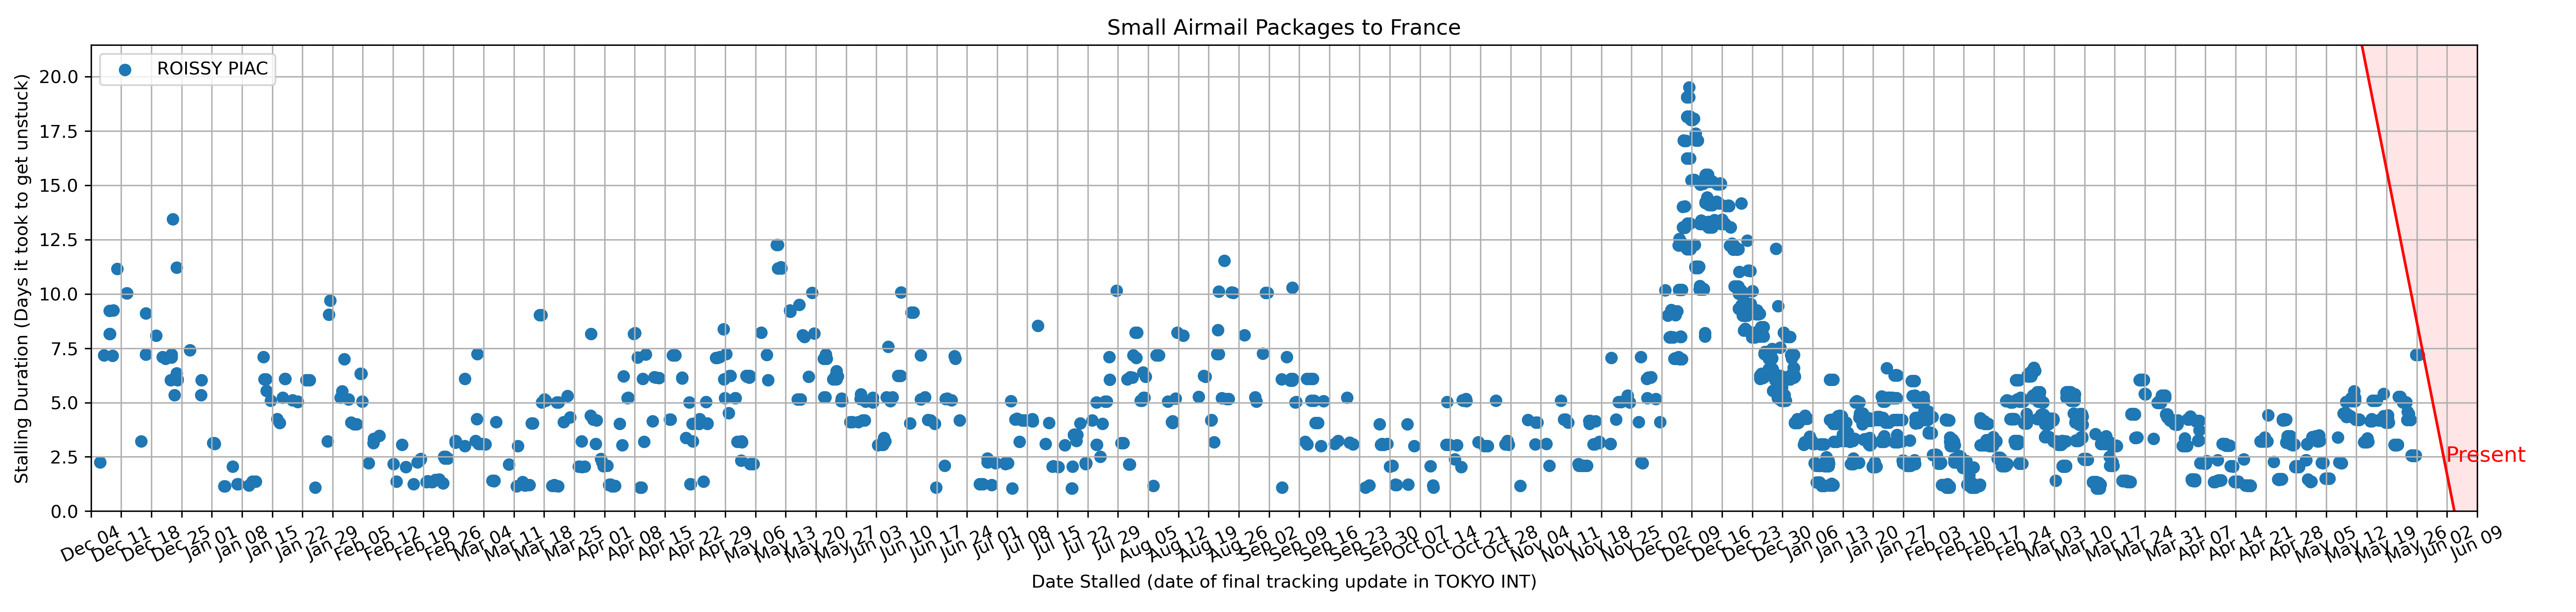 Small Airmail Packages to France
ROISSY PIAC
Stalling Duration (Days it took to get unstuck)
20.0
17.5
15.0
12.5
10.0
7.5
5.0
2.5
0.0
Present
Dec 04 Dec 11 Dec 18 Dec 25 Jan 01 Jan 08 Jan 15 Jan 22 Jan 29 Feb 05 Feb 12 Feb 19 Feb 26 Mar 04 Mar 11 Mar 18 Mar 25 Apr 01 Apr 08 Apr 15 Apr 22 Apr 29 May 06 May 13 May 20 May 27 Jun 03 Jun 10 Jun 17 Jun 24 Jul 01 Jul 08 Jul 15 Jul 22 Jul 29 Aug 05 Aug 12 Aug 19 Aug 26 Sep 02 Sep 09 Sep 16 Sep 23 Sep 30 Oct 07 Oct 14 Oct 21 Oct 28 Nov 04 Nov 11 Nov 18 Nov 25 Dec 02 Dec 09 Dec 16 Dec 23 Dec 30 Jan 06 Jan 13 Jan 20 Jan 27 Feb 03 Feb 10 Feb 17 Feb 24 Mar 03 Mar 10 Mar 17 Mar 24 Mar 31 Apr 07 Apr 14 Apr 21 Apr 28 May 05 May 12 May 19 May 26 Jun 02 Jun 09
Date Stalled (date of final tracking update in TOKYO INT)